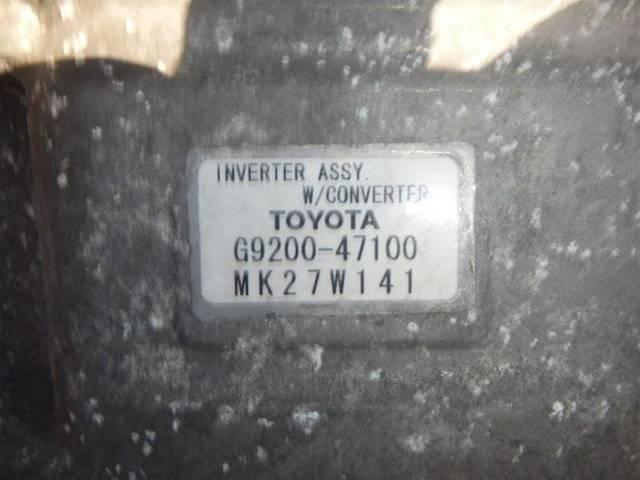 INVERTER ASSY.
W/CONVERTER
TOYOTA
G9200-47100
MK27W141